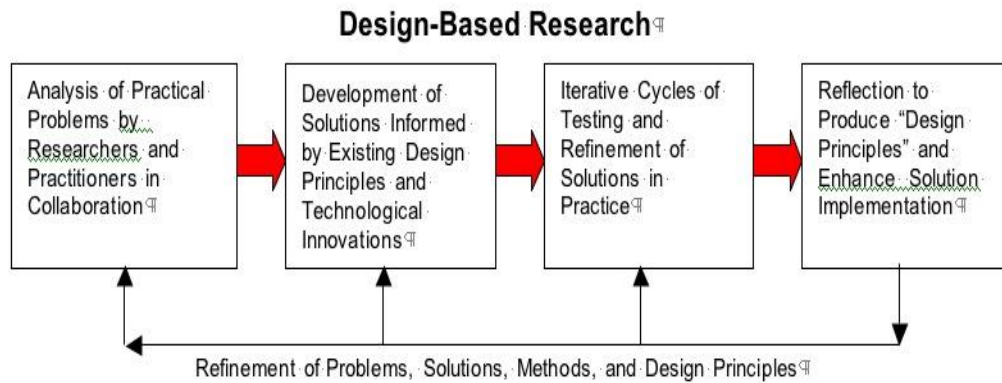 Design-Based Research¶
Analysis of Practical
Problems by
Researchers and
Practitioners in
Collaboration¶
Development of
Solutions Informed
by Existing Design
Principles and
Technological
Innovations¶
Iterative Cycles of
Testing and
Refinement of
Solutions in
Practice¶
Reflection to
Produce “Design
Principles” and
Enhance Solution
Implementation¶
Refinement of Problems, Solutions, Methods, and Design Principles¶